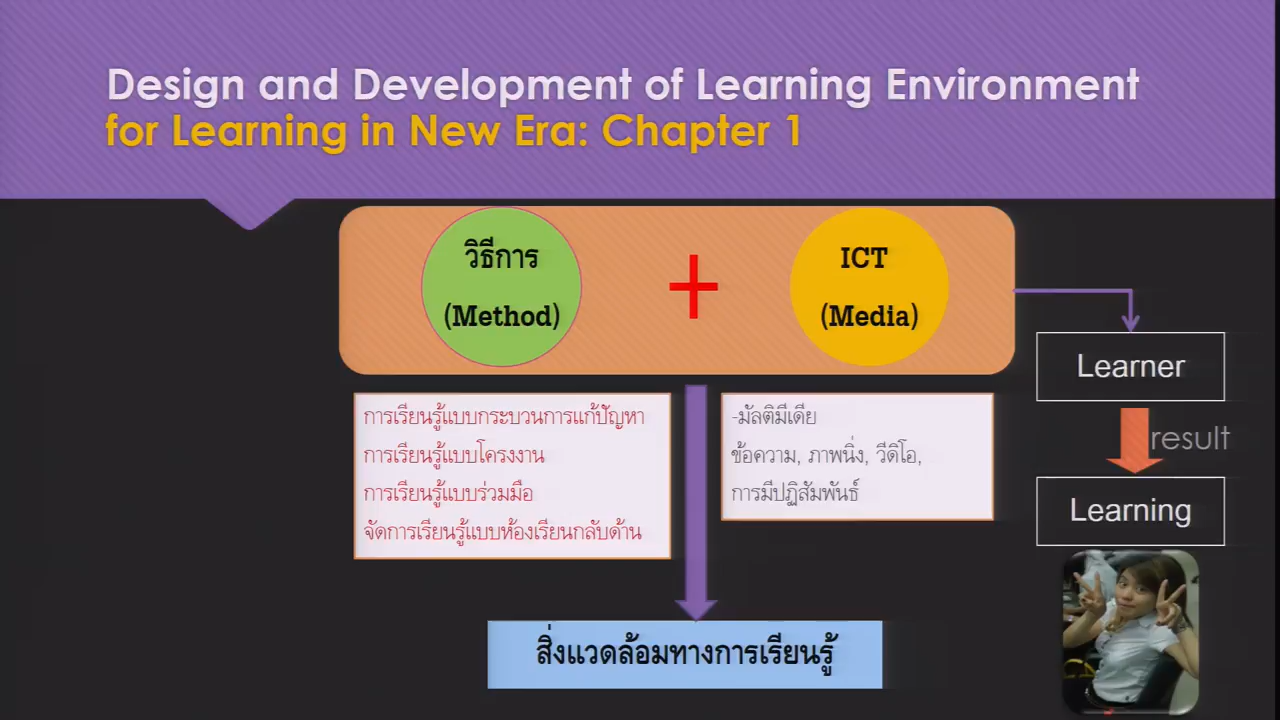 Design and Development of Learning Environment
for Learning in New Era: Chapter 1
วิธีการ
(Method)
+
ICT
(Media)
Learner
result
Learning
การเรียนรู้แบบกระบวนการแก้ปัญหา
การเรียนรู้แบบโครงงาน
การเรียนรู้แบบร่วมมือ
จัดการเรียนรู้แบบห้องเรียนกลับด้าน
-มัลติมีเดีย
ข้อความ, ภาพนิ่ง, วีดิโอ,
การมีปฏิสัมพันธ์
สิ่งแวดล้อมทางการเรียนรู้